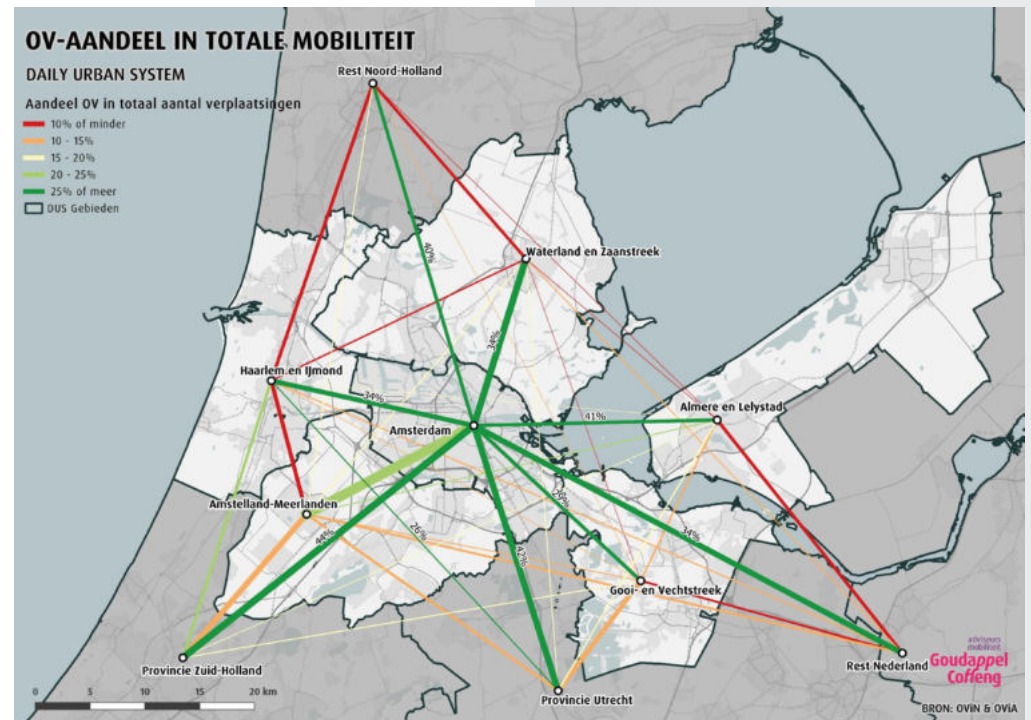 OV-AANDEEL IN TOTALE MOBILITEIT
DAILY URBAN SYSTEM
Aandeel OV in totaal aantal verplaatsingen
10% of minder
10 - 15%
15 - 20%
20 - 25%
25% of meer
DUS Gebieden
Rest Noord-Holland
40%
Waterland en Zaanstreek
34%
Haarlem en IJmond
34%
Amsterdam
41%
Almere en Lelystad
Amstelland-Meerlanden
44%
26%
42%
34%
Gooi- en Vechtstreek
Provincie Zuid-Holland
Provincie Utrecht
Rest Nederland
adviseurs
mobiliteit
Goudappel
Coffeng
0 5 10 15 20 km
BRON: OViN & OViA